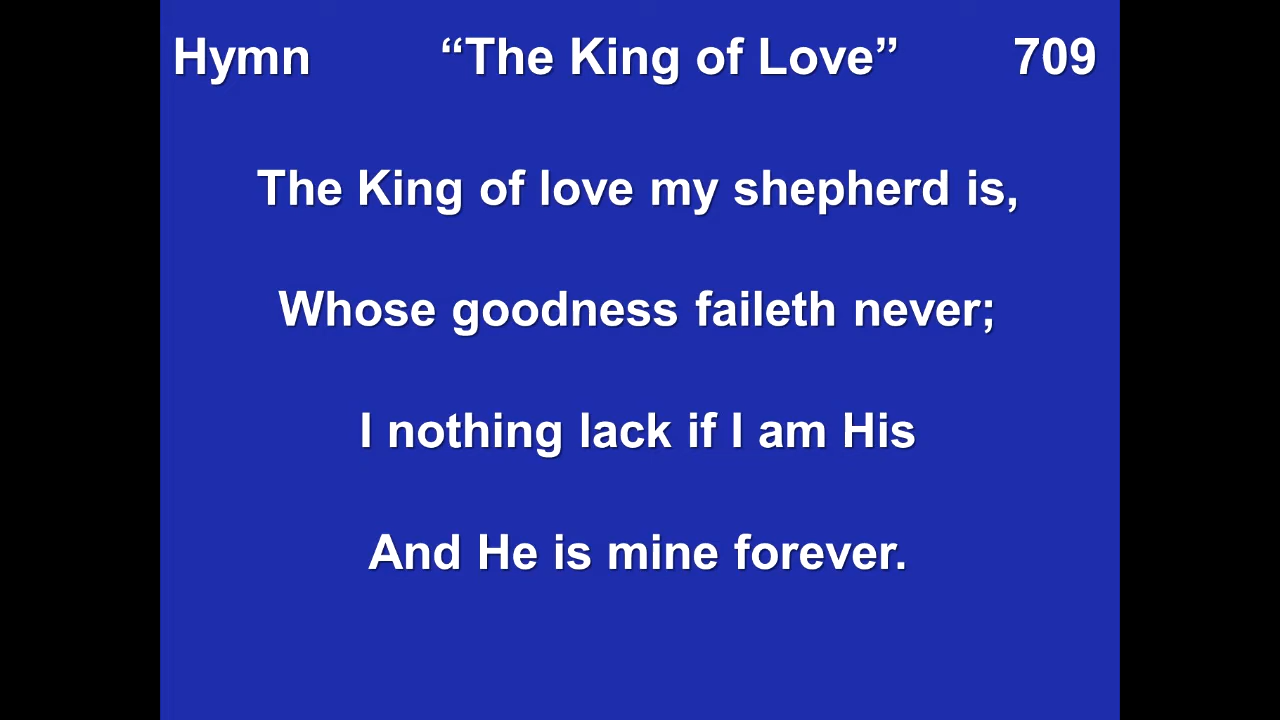 Hymn “The King of Love” 709
The King of love my shepherd is,
Whose goodness faileth never;
I nothing lack if I am His
And He is mine forever.